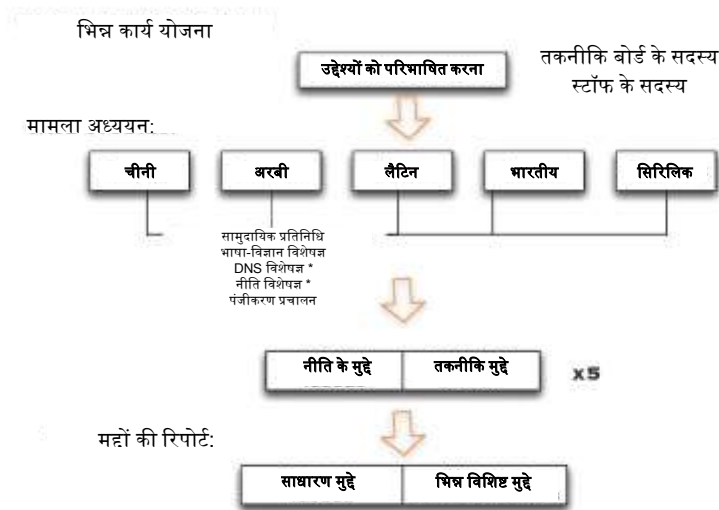 भिन्न कार्य योजना
उद्देश्यों को परिभाषित करना
तकनीकि बोर्ड के सदस्य
स्टॉफ के सदस्य
मामला अध्ययन:
चीनी
अरबी
लैटिन
भारतीय
सिरिलिक
सामुदायिक प्रतिनिधि
भाषा-विज्ञान विशेषज्ञ
DNS विशेषज्ञ *
नीति विशेषज्ञ *
पंजीकरण प्रचालन
नीति के मुद्दे
तकनीकि मुद्दे
x5
मुद्दों की रिपोर्ट:
साधारण मुद्दे
भिन्न विशिष्ट मुद्दे